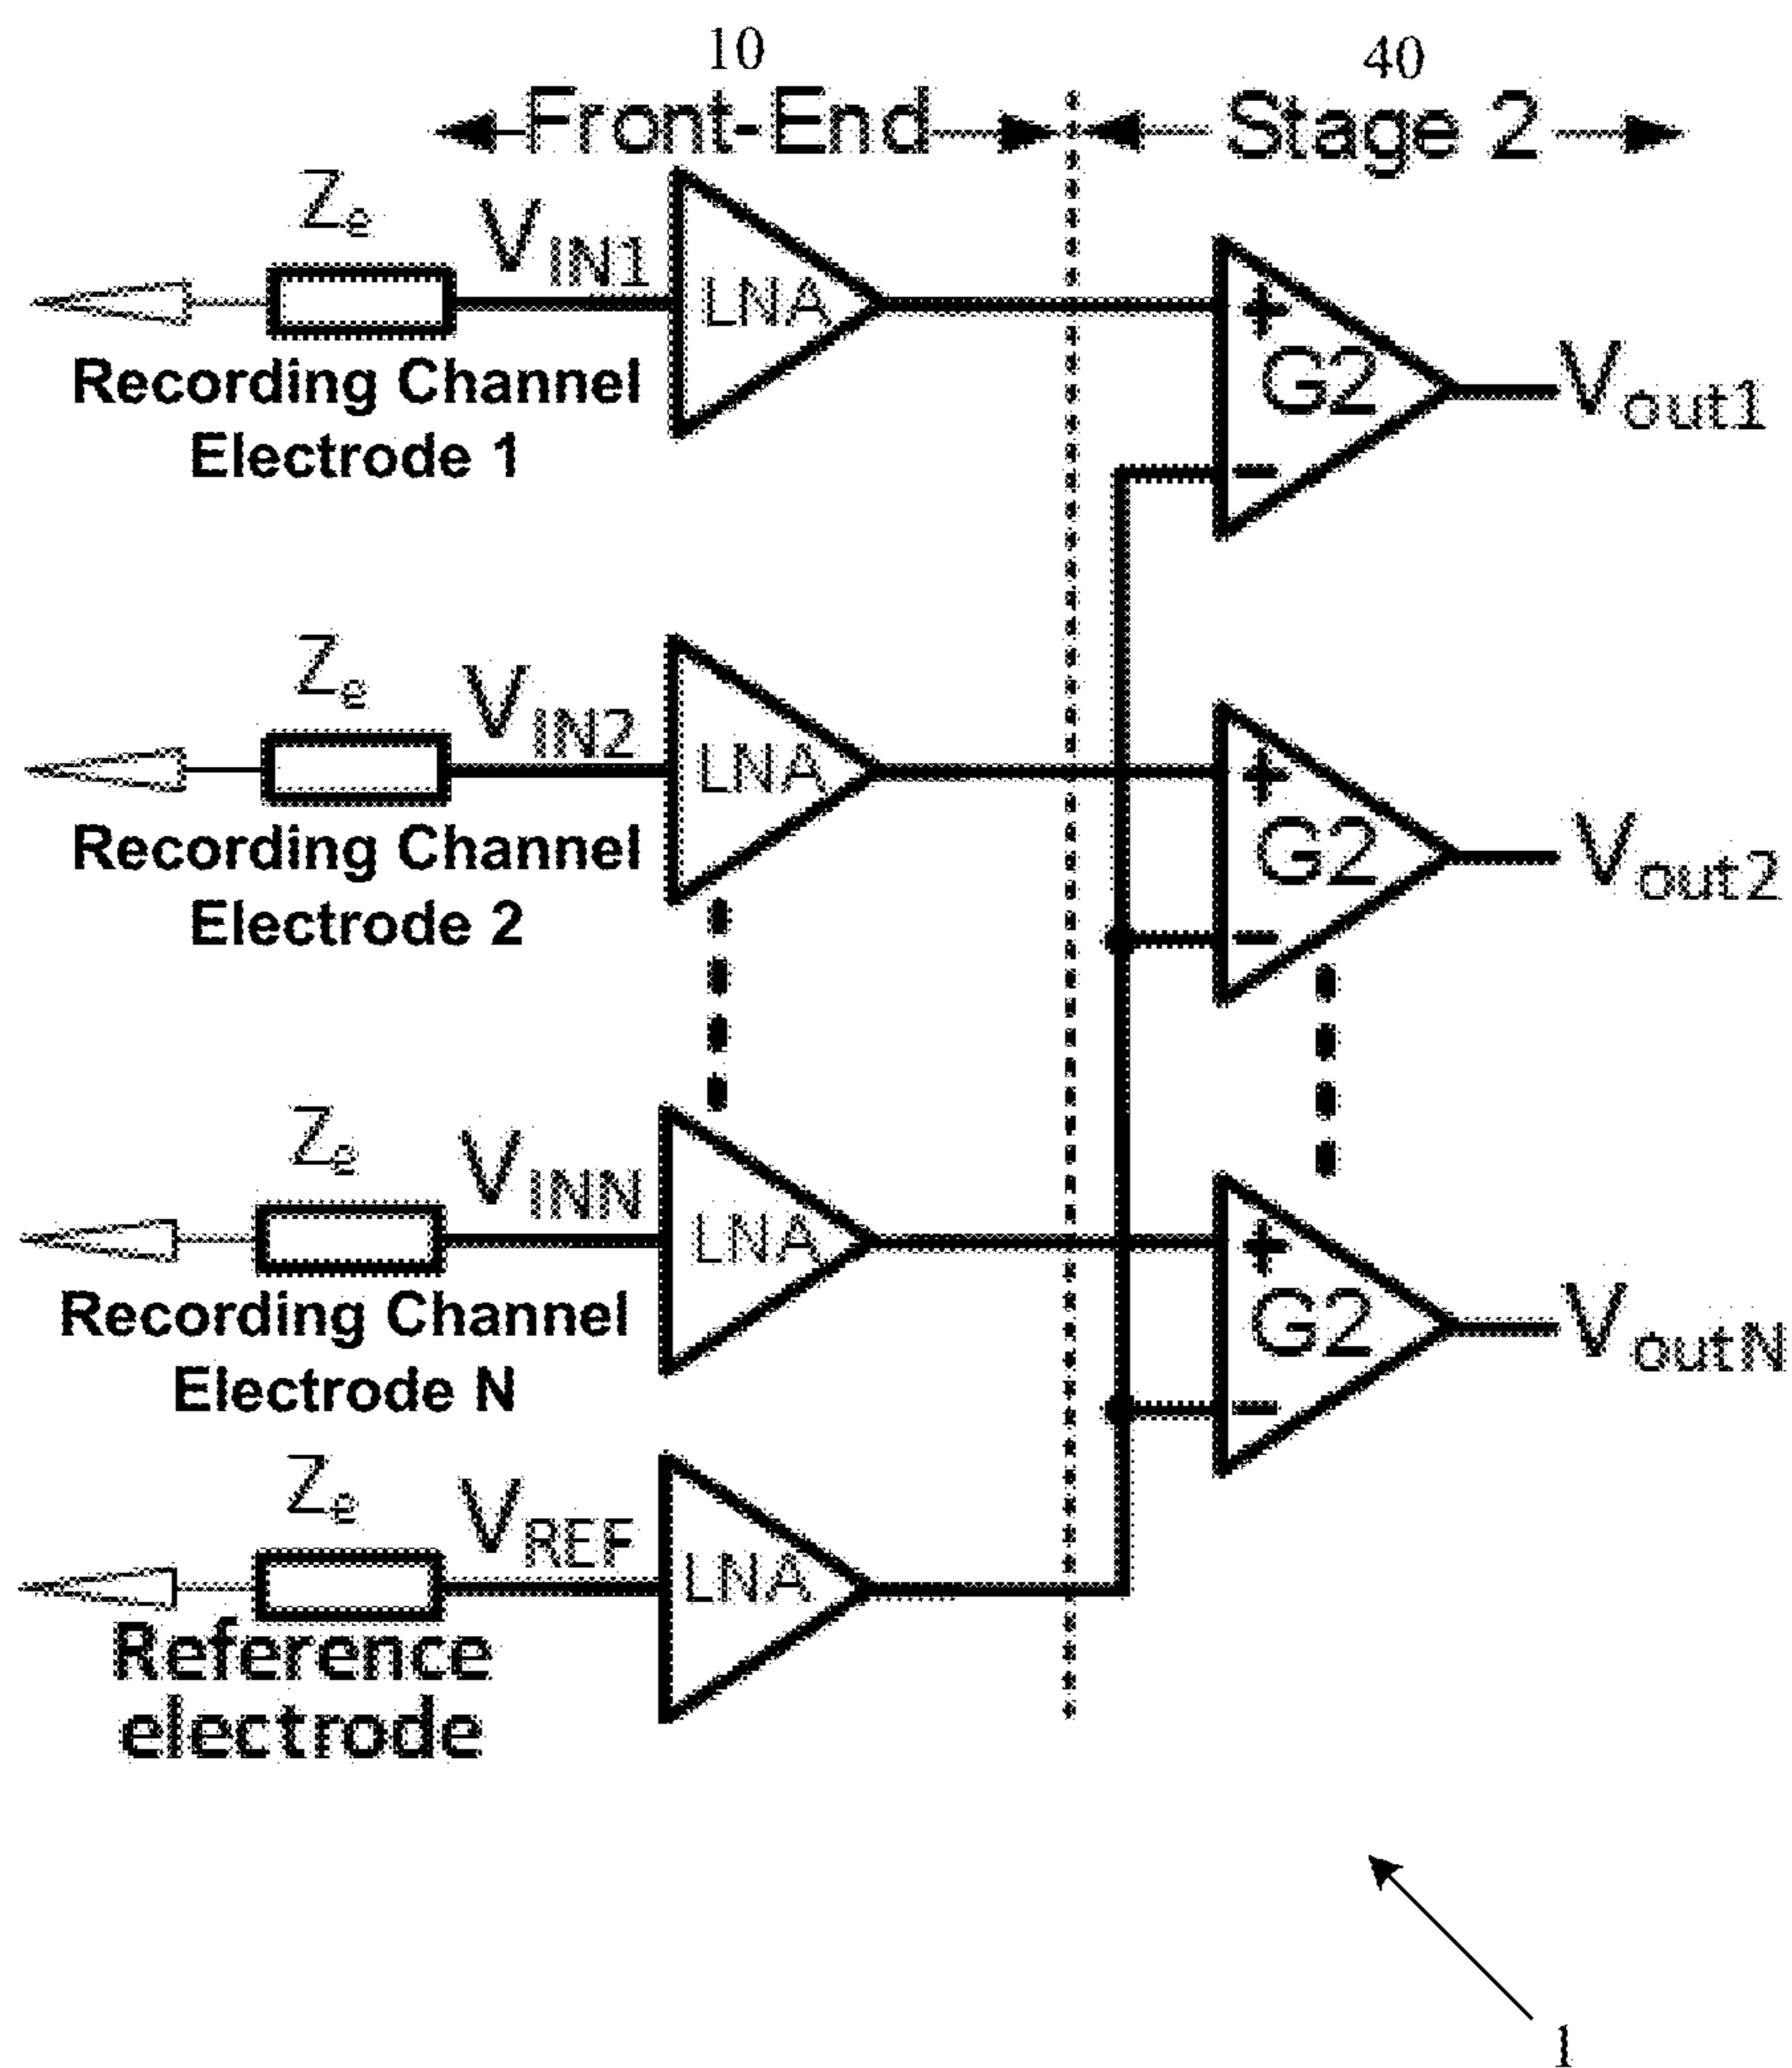 10 40
Front-End Stage 2
Ze VIN1 LNA + G2 − Vout1
Recording Channel
Electrode 1
Ze VIN2 LNA + G2 − Vout2
Recording Channel
Electrode 2
Ze VINN LNA + G2 − VoutN
Recording Channel
Electrode N
Ze VREF LNA
Reference
electrode
1